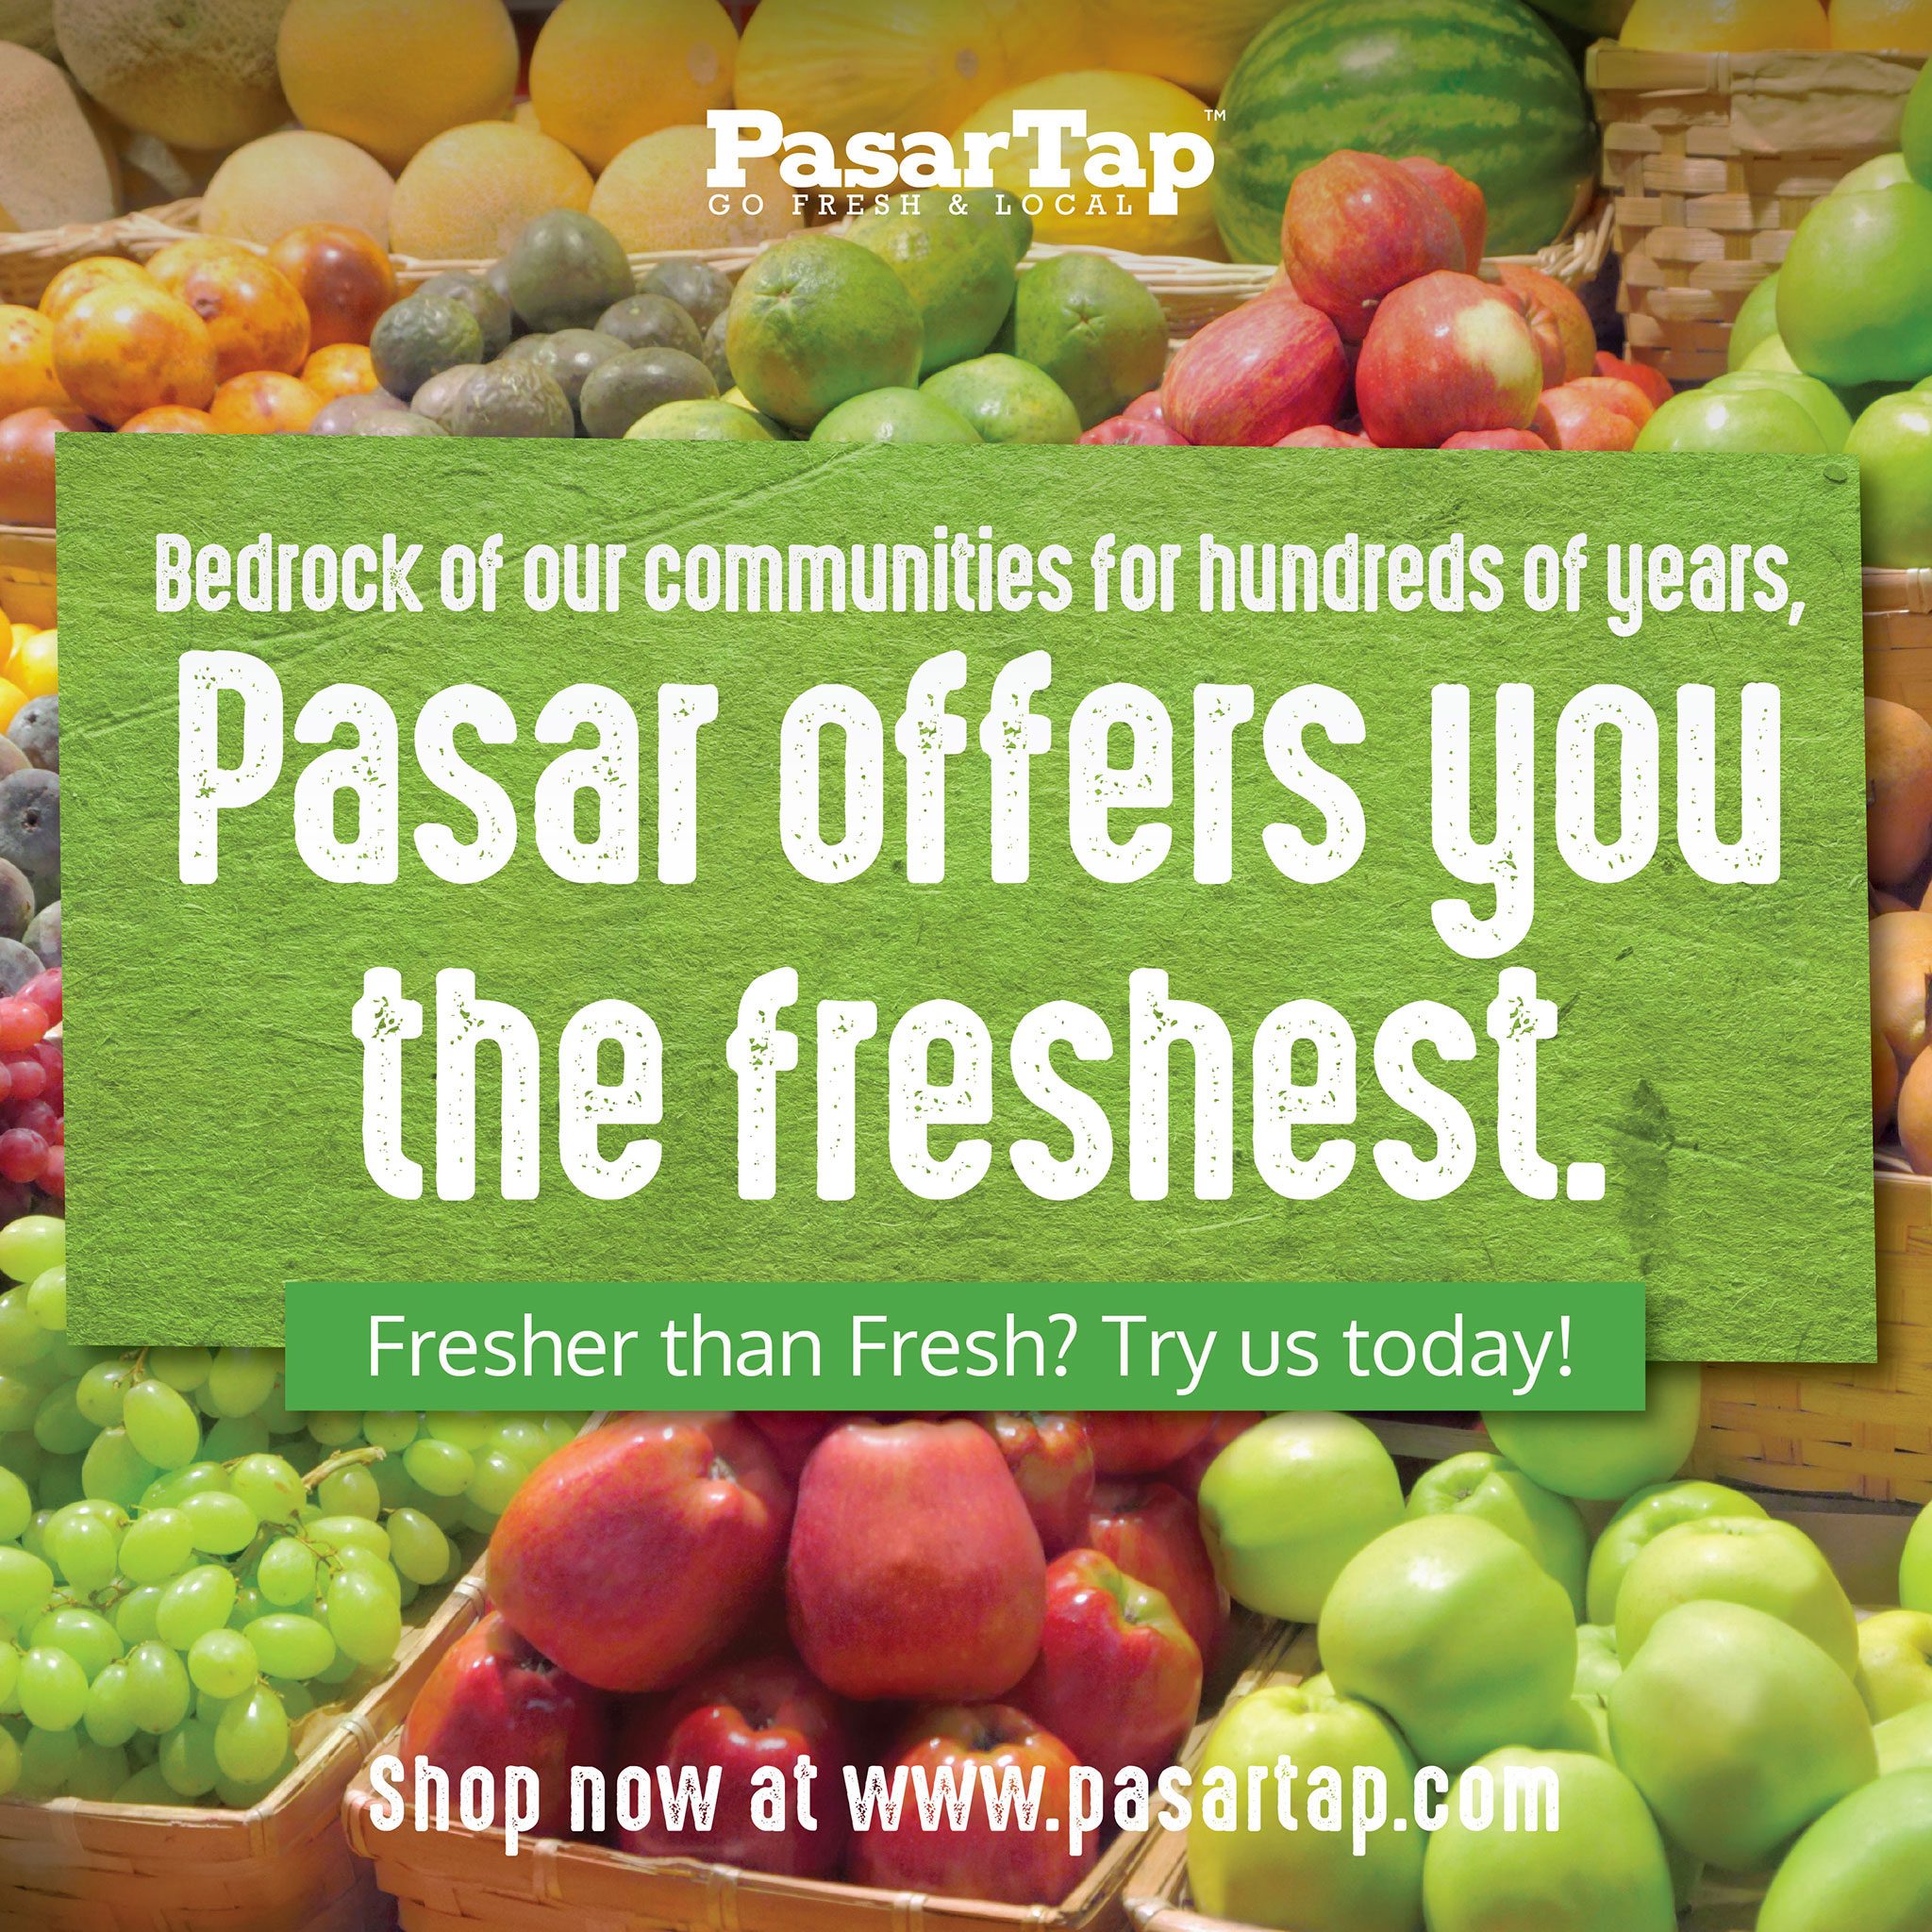 PasarTap™
GO FRESH & LOCAL
Bedrock of our communities for hundreds of years,
Pasar offers you
the freshest.
Fresher than Fresh? Try us today!
Shop now at www.pasartap.com